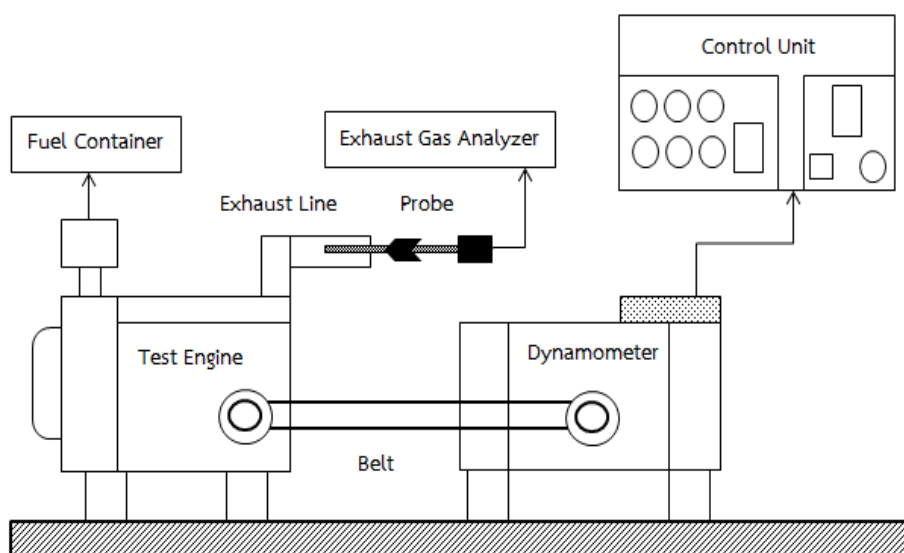 Control Unit
Fuel Container
Exhaust Gas Analyzer
Exhaust Line
Probe
Test Engine
Dynamometer
Belt